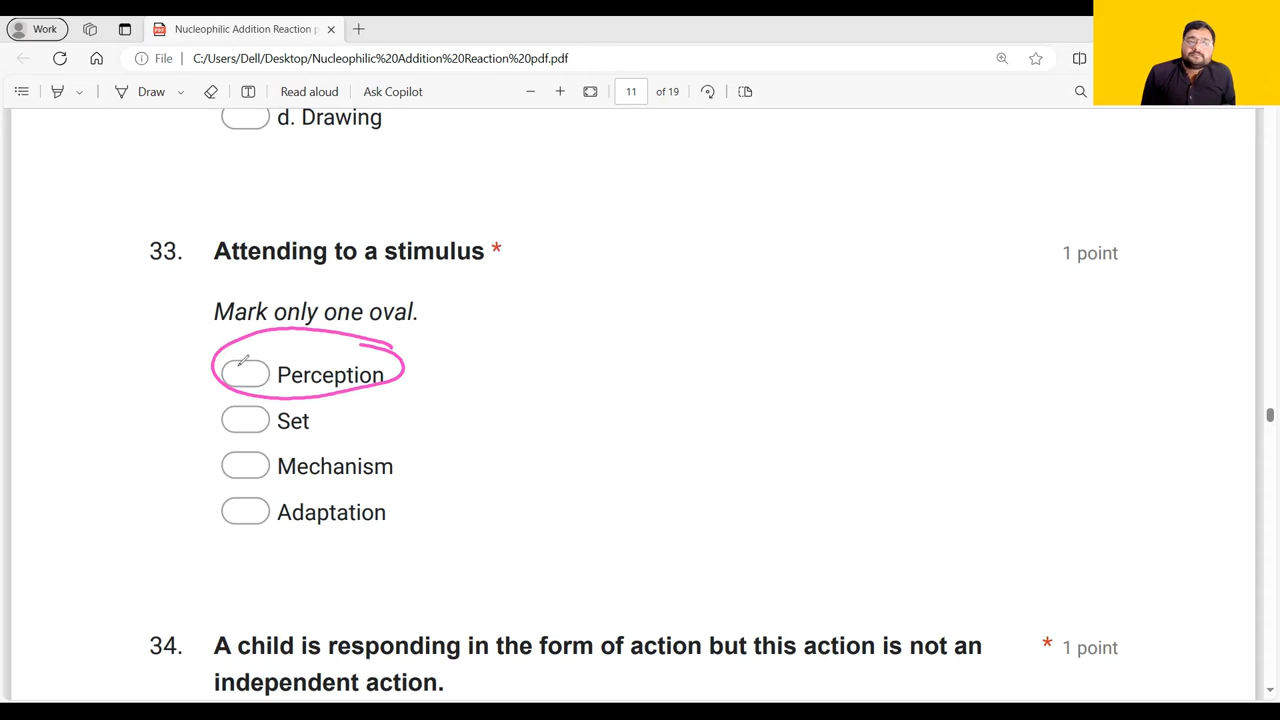 Work
Nucleophilic Addition Reaction p
File
C:/Users/Dell/Desktop/Nucleophilic%20Addition%20Reaction%20pdf.pdf
Draw
Read aloud
Ask Copilot
11 of 19
d. Drawing
33. Attending to a stimulus * 1 point
Mark only one oval.
Perception
Set
Mechanism
Adaptation
34. A child is responding in the form of action but this action is not an * 1 point
independent action.